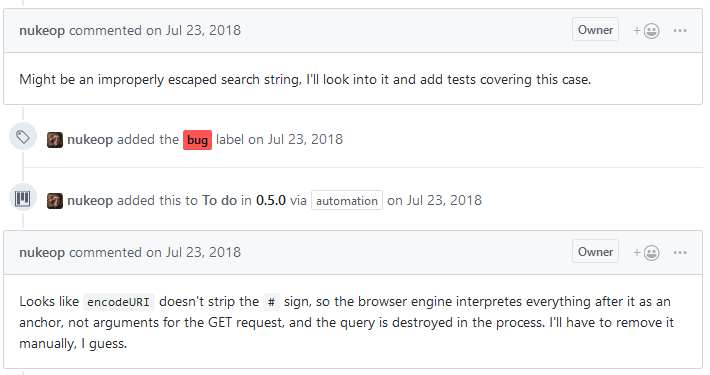 nukeop commented on Jul 23, 2018 Owner
Might be an improperly escaped search string, I'll look into it and add tests covering this case.
nukeop added the bug label on Jul 23, 2018
nukeop added this to To do in 0.5.0 via automation on Jul 23, 2018
nukeop commented on Jul 23, 2018 Owner
Looks like encodeURI doesn't strip the # sign, so the browser engine interpretes everything after it as an
anchor, not arguments for the GET request, and the query is destroyed in the process. I'll have to remove it
manually, I guess.